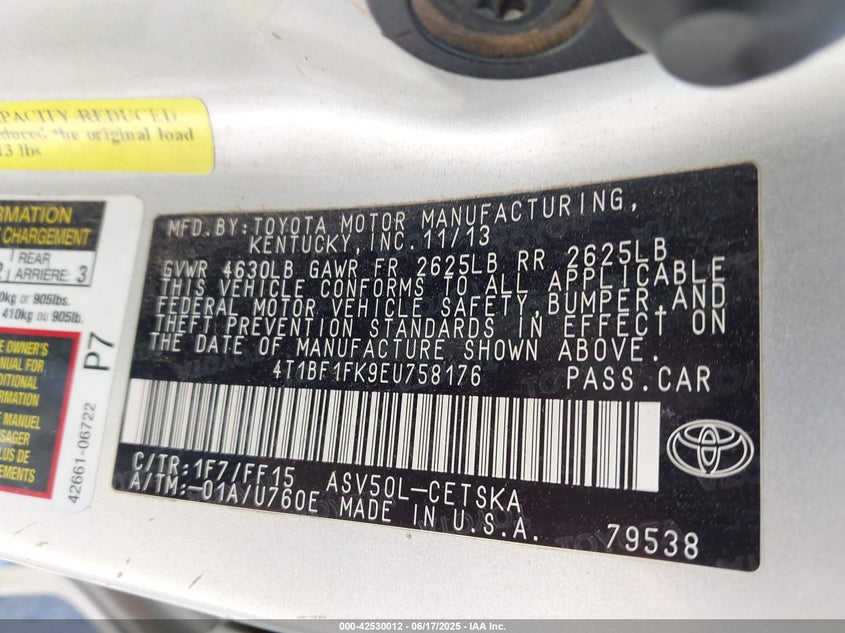 PACITY REDUCED
duces the original load
13 lbs
RMATION
CHARGEMENT
REAR
ARRIÈRE: 3
0kg or 905lbs.
410kg ou 905lb.
P7
E OWNER'S
MANUAL FOR
DITIONAL
FORMATION
E MANUEL
SAGER
PLUS DE
EMENTS
42661-06722
MFD. BY: TOYOTA MOTOR MANUFACTURING,
KENTUCKY, INC. 11/13
GVWR 4630LB GAWR FR 2625LB RR 2625LB
THIS VEHICLE CONFORMS TO ALL APPLICABLE
FEDERAL MOTOR VEHICLE SAFETY, BUMPER, AND
THEFT PREVENTION STANDARDS IN EFFECT ON
THE DATE OF MANUFACTURE SHOWN ABOVE.
4T1BF1FK9EU758176 PASS.CAR
C/TR: 1F7/FF15 ASV50L-CETSKA
A/TM:-01A/U760E MADE IN U.S.A.
79538
000-42530012 - 06/17/2025 - IAA Inc.